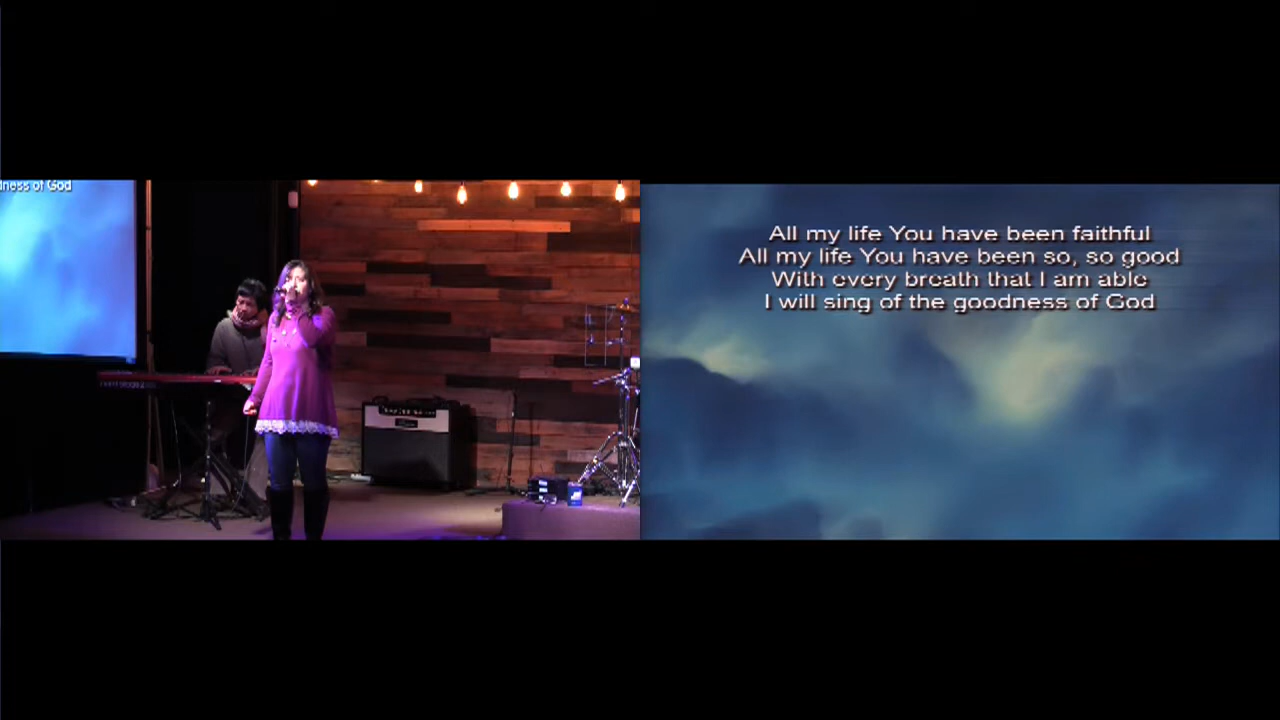 ness of God
All my life You have been faithful
All my life You have been so, so good
With every breath that I am able
I will sing of the goodness of God